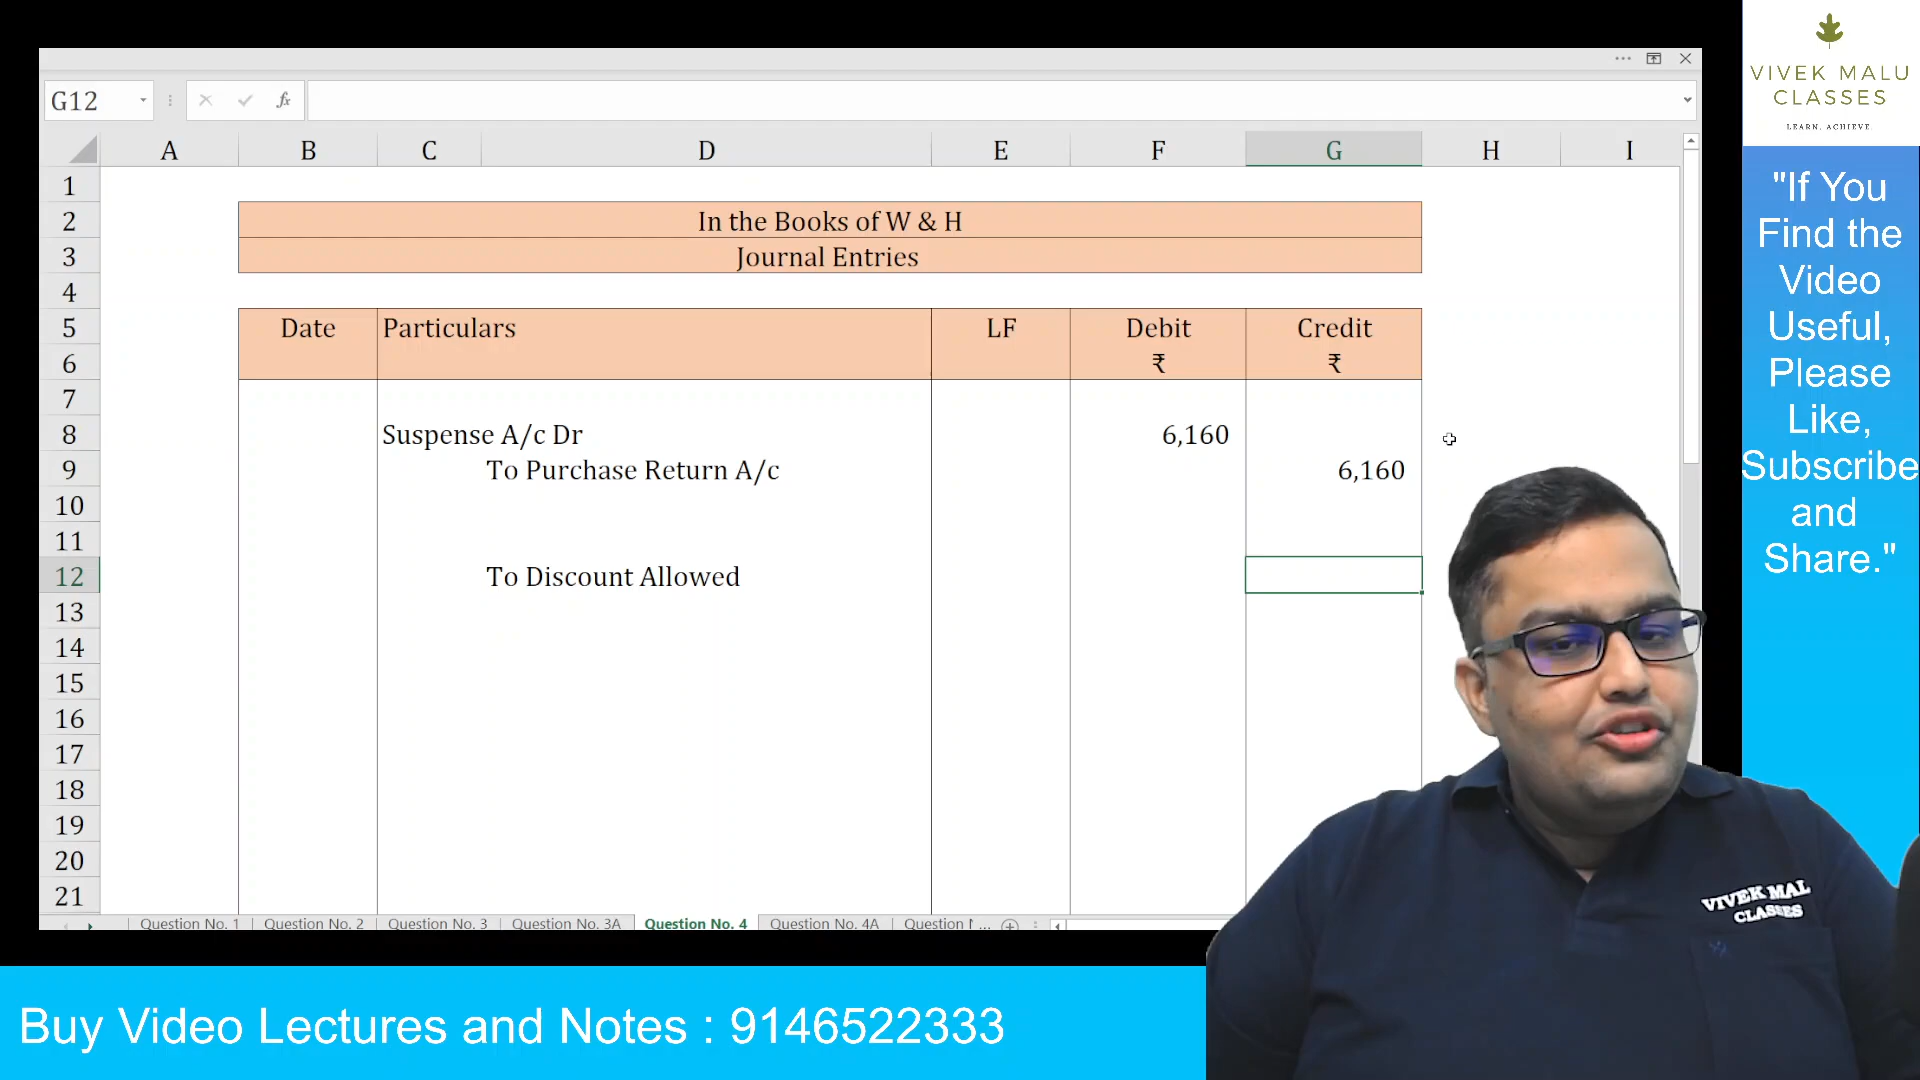 VIVEK MALU
CLASSES
LEARN. ACHIEVE.
G12
fx
A B C D E F G H I
1
2 In the Books of W & H
3 Journal Entries
4
5 Date Particulars LF Debit Credit
6 ₹ ₹
7
8 Suspense A/c Dr 6,160
9 To Purchase Return A/c 6,160
10
11
12 To Discount Allowed
13
14
15
16
17
18
19
20
21
Question No. 1 Question No. 2 Question No. 3 Question No. 3A Question No. 4 Question No. 4A Question N ...
"If You
Find the
Video
Useful,
Please
Like,
Subscribe
and
Share."
VIVEK MAL
CLASSES
Buy Video Lectures and Notes : 9146522333